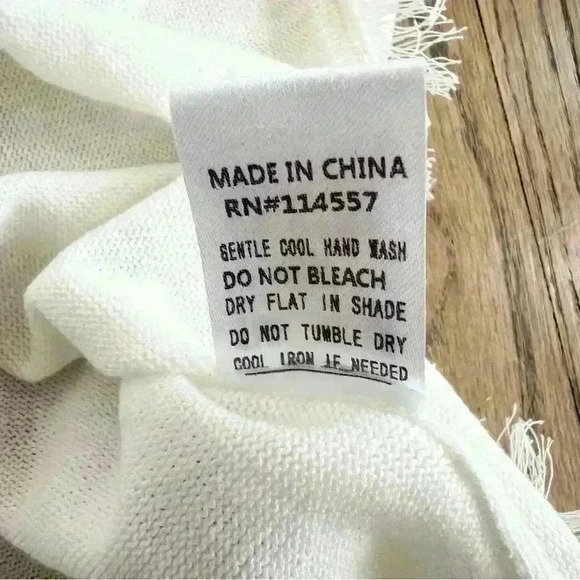 MADE IN CHINA
RN#114557
GENTLE COOL HAND WASH
DO NOT BLEACH
DRY FLAT IN SHADE
DO NOT TUMBLE DRY
COOL IRON IF NEEDED